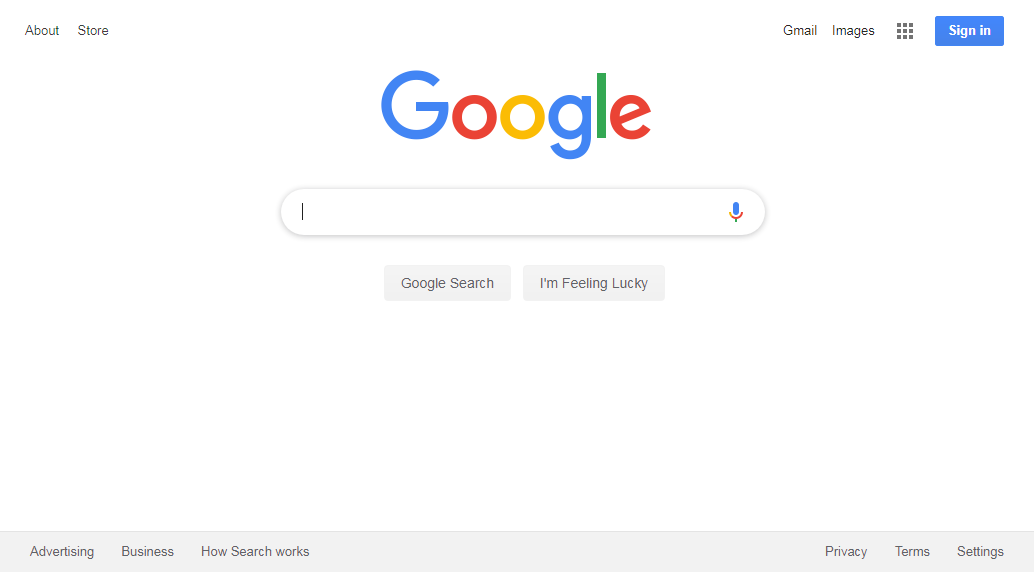 About Store Gmail Images Sign in
Google
Google Search I'm Feeling Lucky
Advertising Business How Search works Privacy Terms Settings